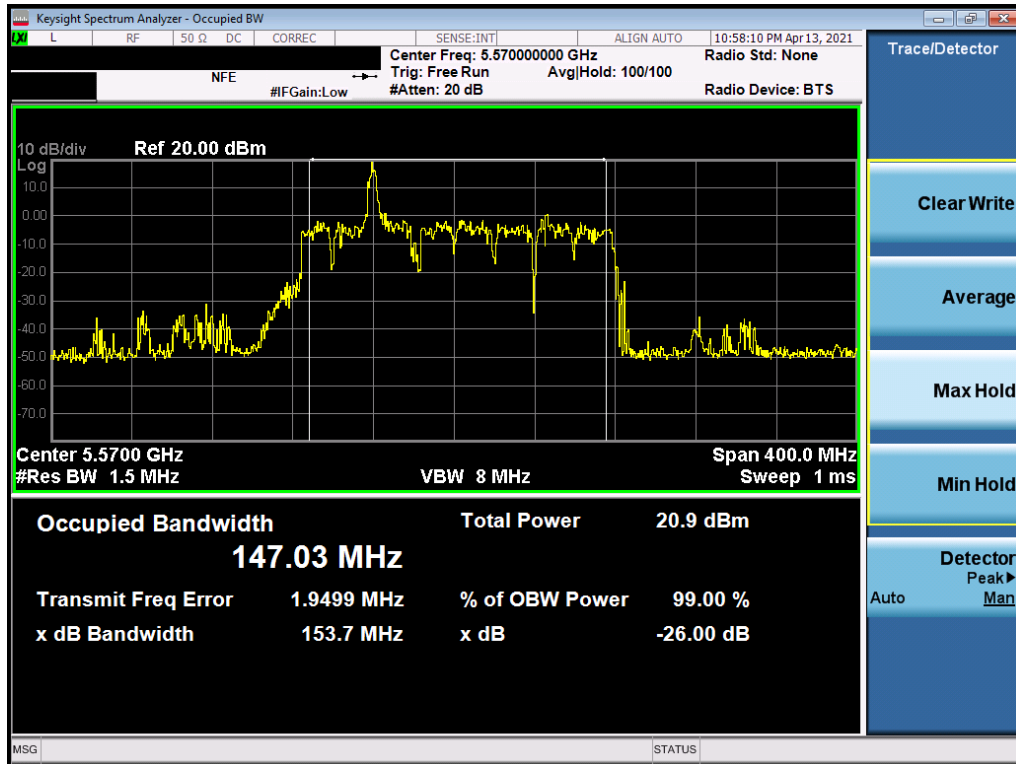 Keysight Spectrum Analyzer - Occupied BW
LXI L RF 50 Ω DC CORREC SENSE:INT ALIGN AUTO 10:58:10 PM Apr 13, 2021
Center Freq: 5.570000000 GHz Radio Std: None
NFE Trig: Free Run Avg|Hold: 100/100
#IFGain:Low #Atten: 20 dB Radio Device: BTS
10 dB/div Ref 20.00 dBm
Log
10.0
0.00
-10.0
-20.0
-30.0
-40.0
-50.0
-60.0
-70.0
Center 5.5700 GHz Span 400.0 MHz
#Res BW 1.5 MHz VBW 8 MHz Sweep 1 ms
Occupied Bandwidth Total Power 20.9 dBm
147.03 MHz
Transmit Freq Error 1.9499 MHz % of OBW Power 99.00 %
x dB Bandwidth 153.7 MHz x dB -26.00 dB
MSG STATUS
Trace/Detector
Clear Write
Average
Max Hold
Min Hold
Detector
Peak▶
Auto Man